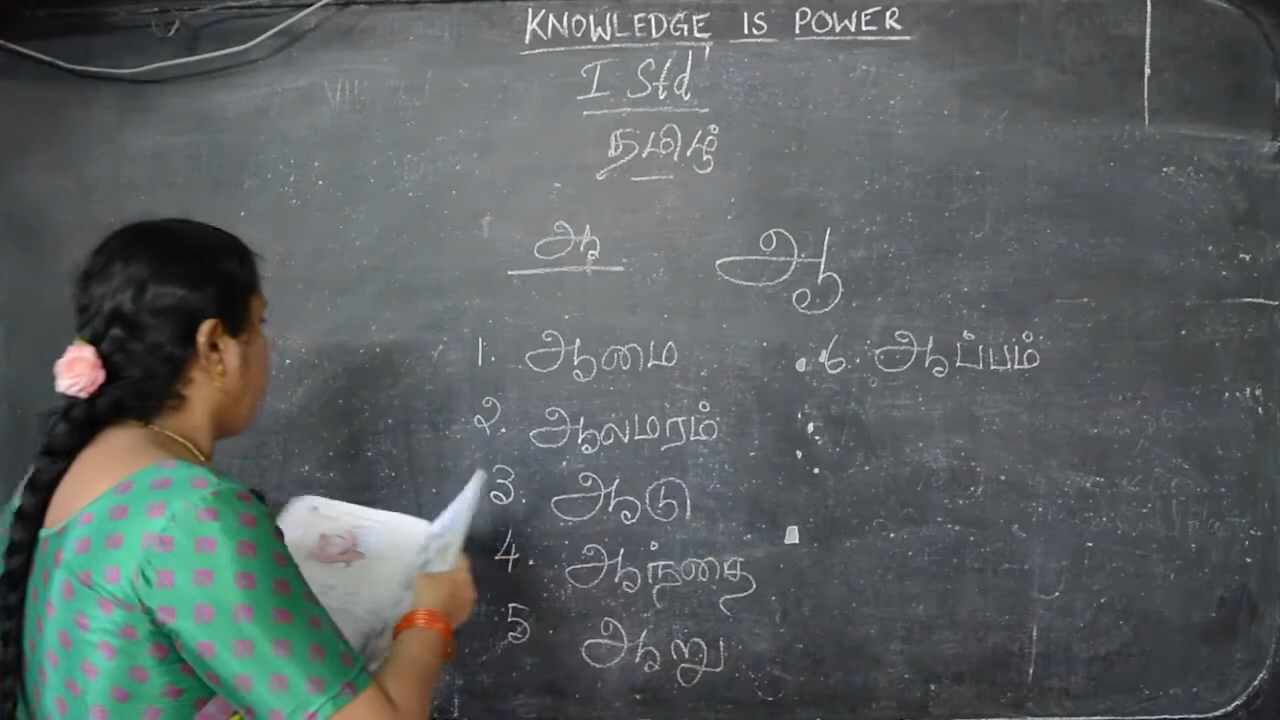 KNOWLEDGE IS POWER
I Std
தமிழ்
ஆ ஆ
1. ஆமை
2. ஆலமரம்
3. ஆடு
4. ஆந்தை
5 ஆறு
6. ஆப்பம்